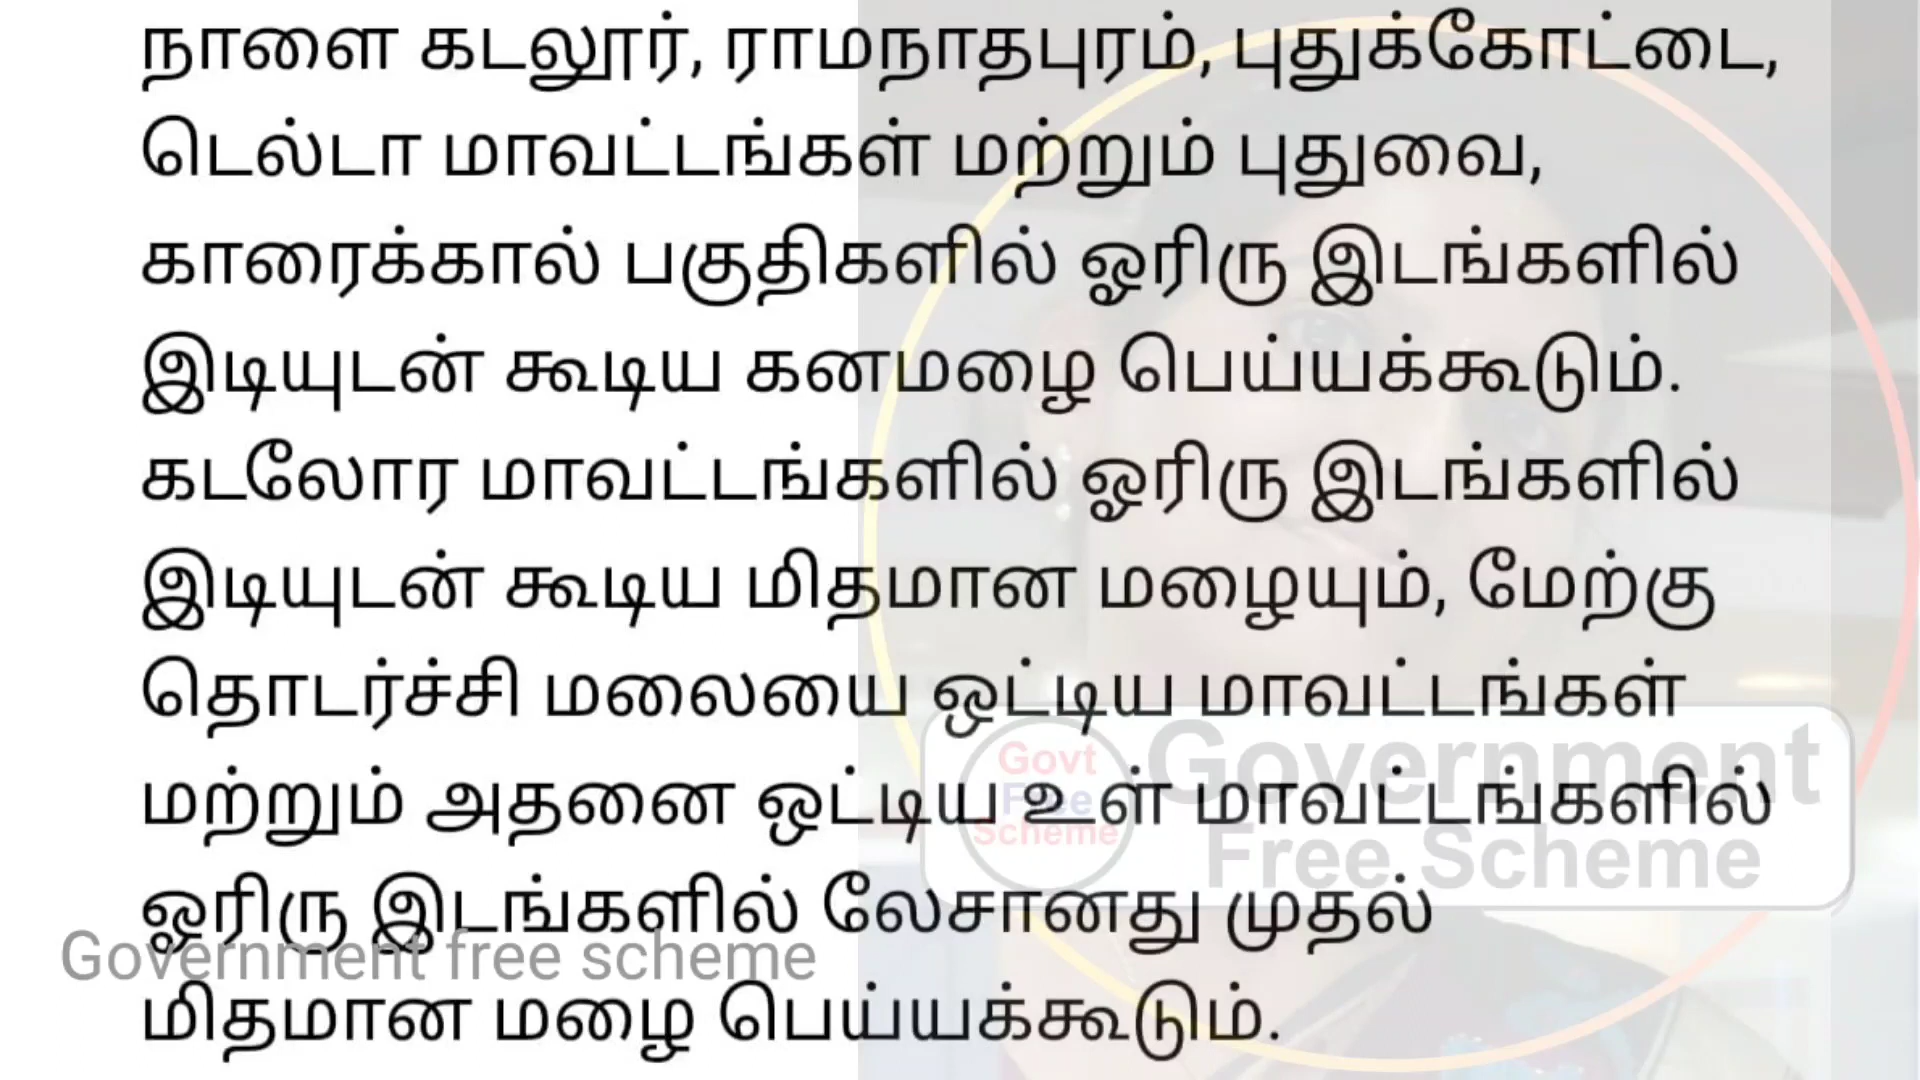 நாளை கடலூர், ராமநாதபுரம், புதுக்கோட்டை,
டெல்டா மாவட்டங்கள் மற்றும் புதுவை,
காரைக்கால் பகுதிகளில் ஓரிரு இடங்களில்
இடியுடன் கூடிய கனமழை பெய்யக்கூடும்.
கடலோர மாவட்டங்களில் ஓரிரு இடங்களில்
இடியுடன் கூடிய மிதமான மழையும், மேற்கு
தொடர்ச்சி மலையை ஒட்டிய மாவட்டங்கள்
மற்றும் அதனை ஒட்டிய உள் மாவட்டங்களில்
ஓரிரு இடங்களில் லேசானது முதல்
மிதமான மழை பெய்யக்கூடும்.
Govt
Free
Scheme
Government
Free Scheme
Government free scheme